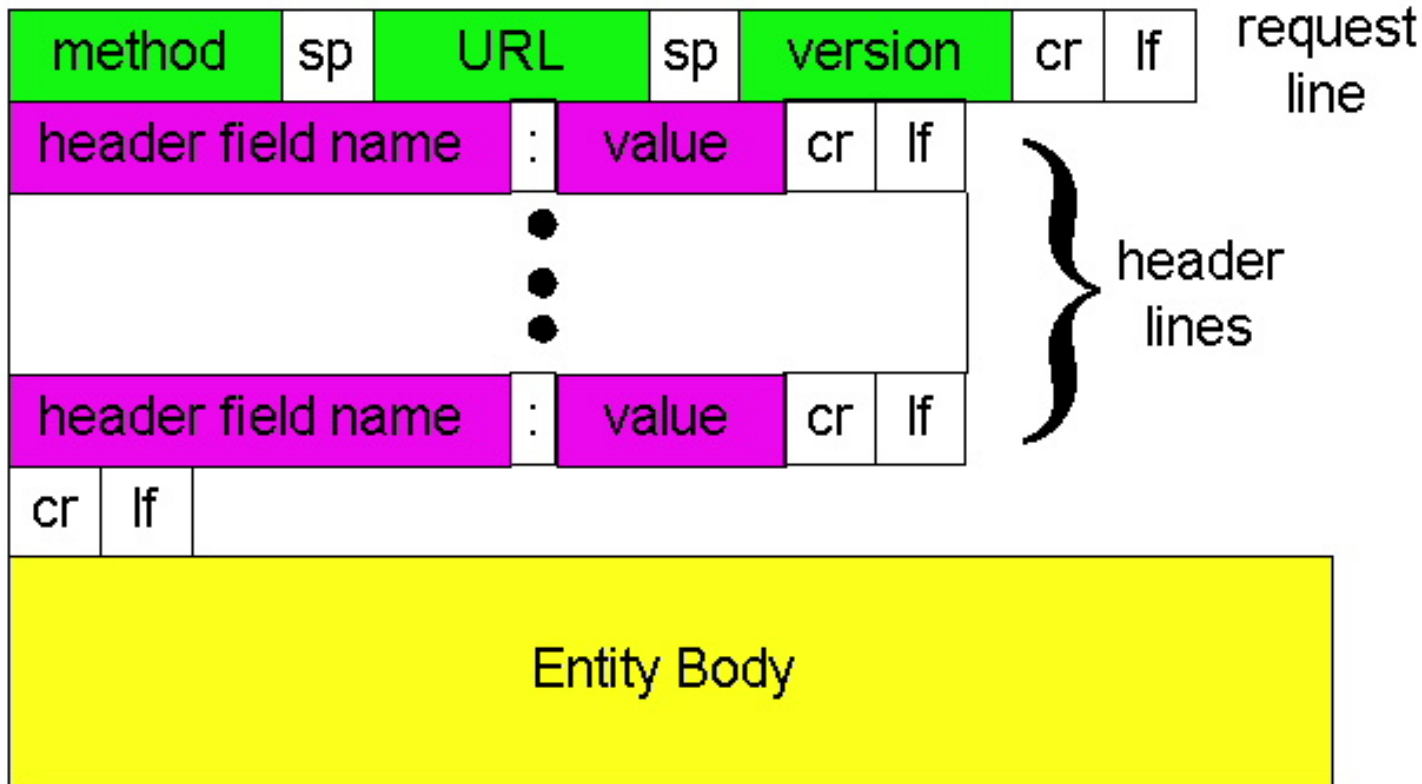 method sp URL sp version cr lf
request
line
header field name : value cr lf
header
lines
header field name : value cr lf
cr lf
Entity Body